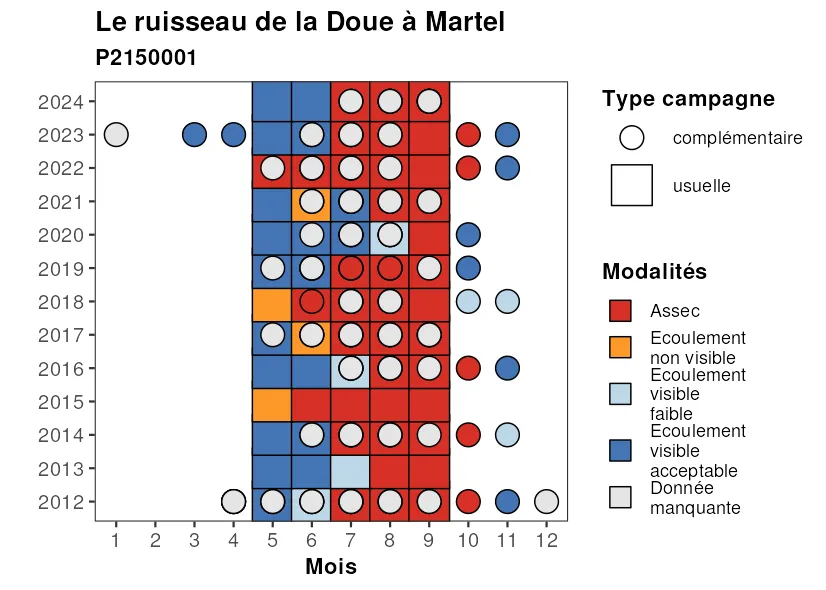 Le ruisseau de la Doue à Martel
P2150001
2024
2023
2022
2021
2020
2019
2018
2017
2016
2015
2014
2013
2012
1 2 3 4 5 6 7 8 9 10 11 12
Mois
Type campagne
complémentaire
usuelle
Modalités
Assec
Ecoulement
non visible
Ecoulement
visible
faible
Ecoulement
visible
acceptable
Donnée
manquante